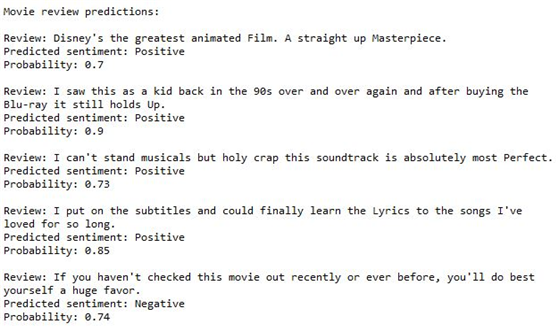 Movie review predictions:

Review: Disney's the greatest animated Film. A straight up Masterpiece.
Predicted sentiment: Positive
Probability: 0.7

Review: I saw this as a kid back in the 90s over and over again and after buying the
Blu-ray it still holds Up.
Predicted sentiment: Positive
Probability: 0.9

Review: I can't stand musicals but holy crap this soundtrack is absolutely most Perfect.
Predicted sentiment: Positive
Probability: 0.73

Review: I put on the subtitles and could finally learn the Lyrics to the songs I've
loved for so long.
Predicted sentiment: Positive
Probability: 0.85

Review: If you haven't checked this movie out recently or ever before, you'll do best
yourself a huge favor.
Predicted sentiment: Negative
Probability: 0.74